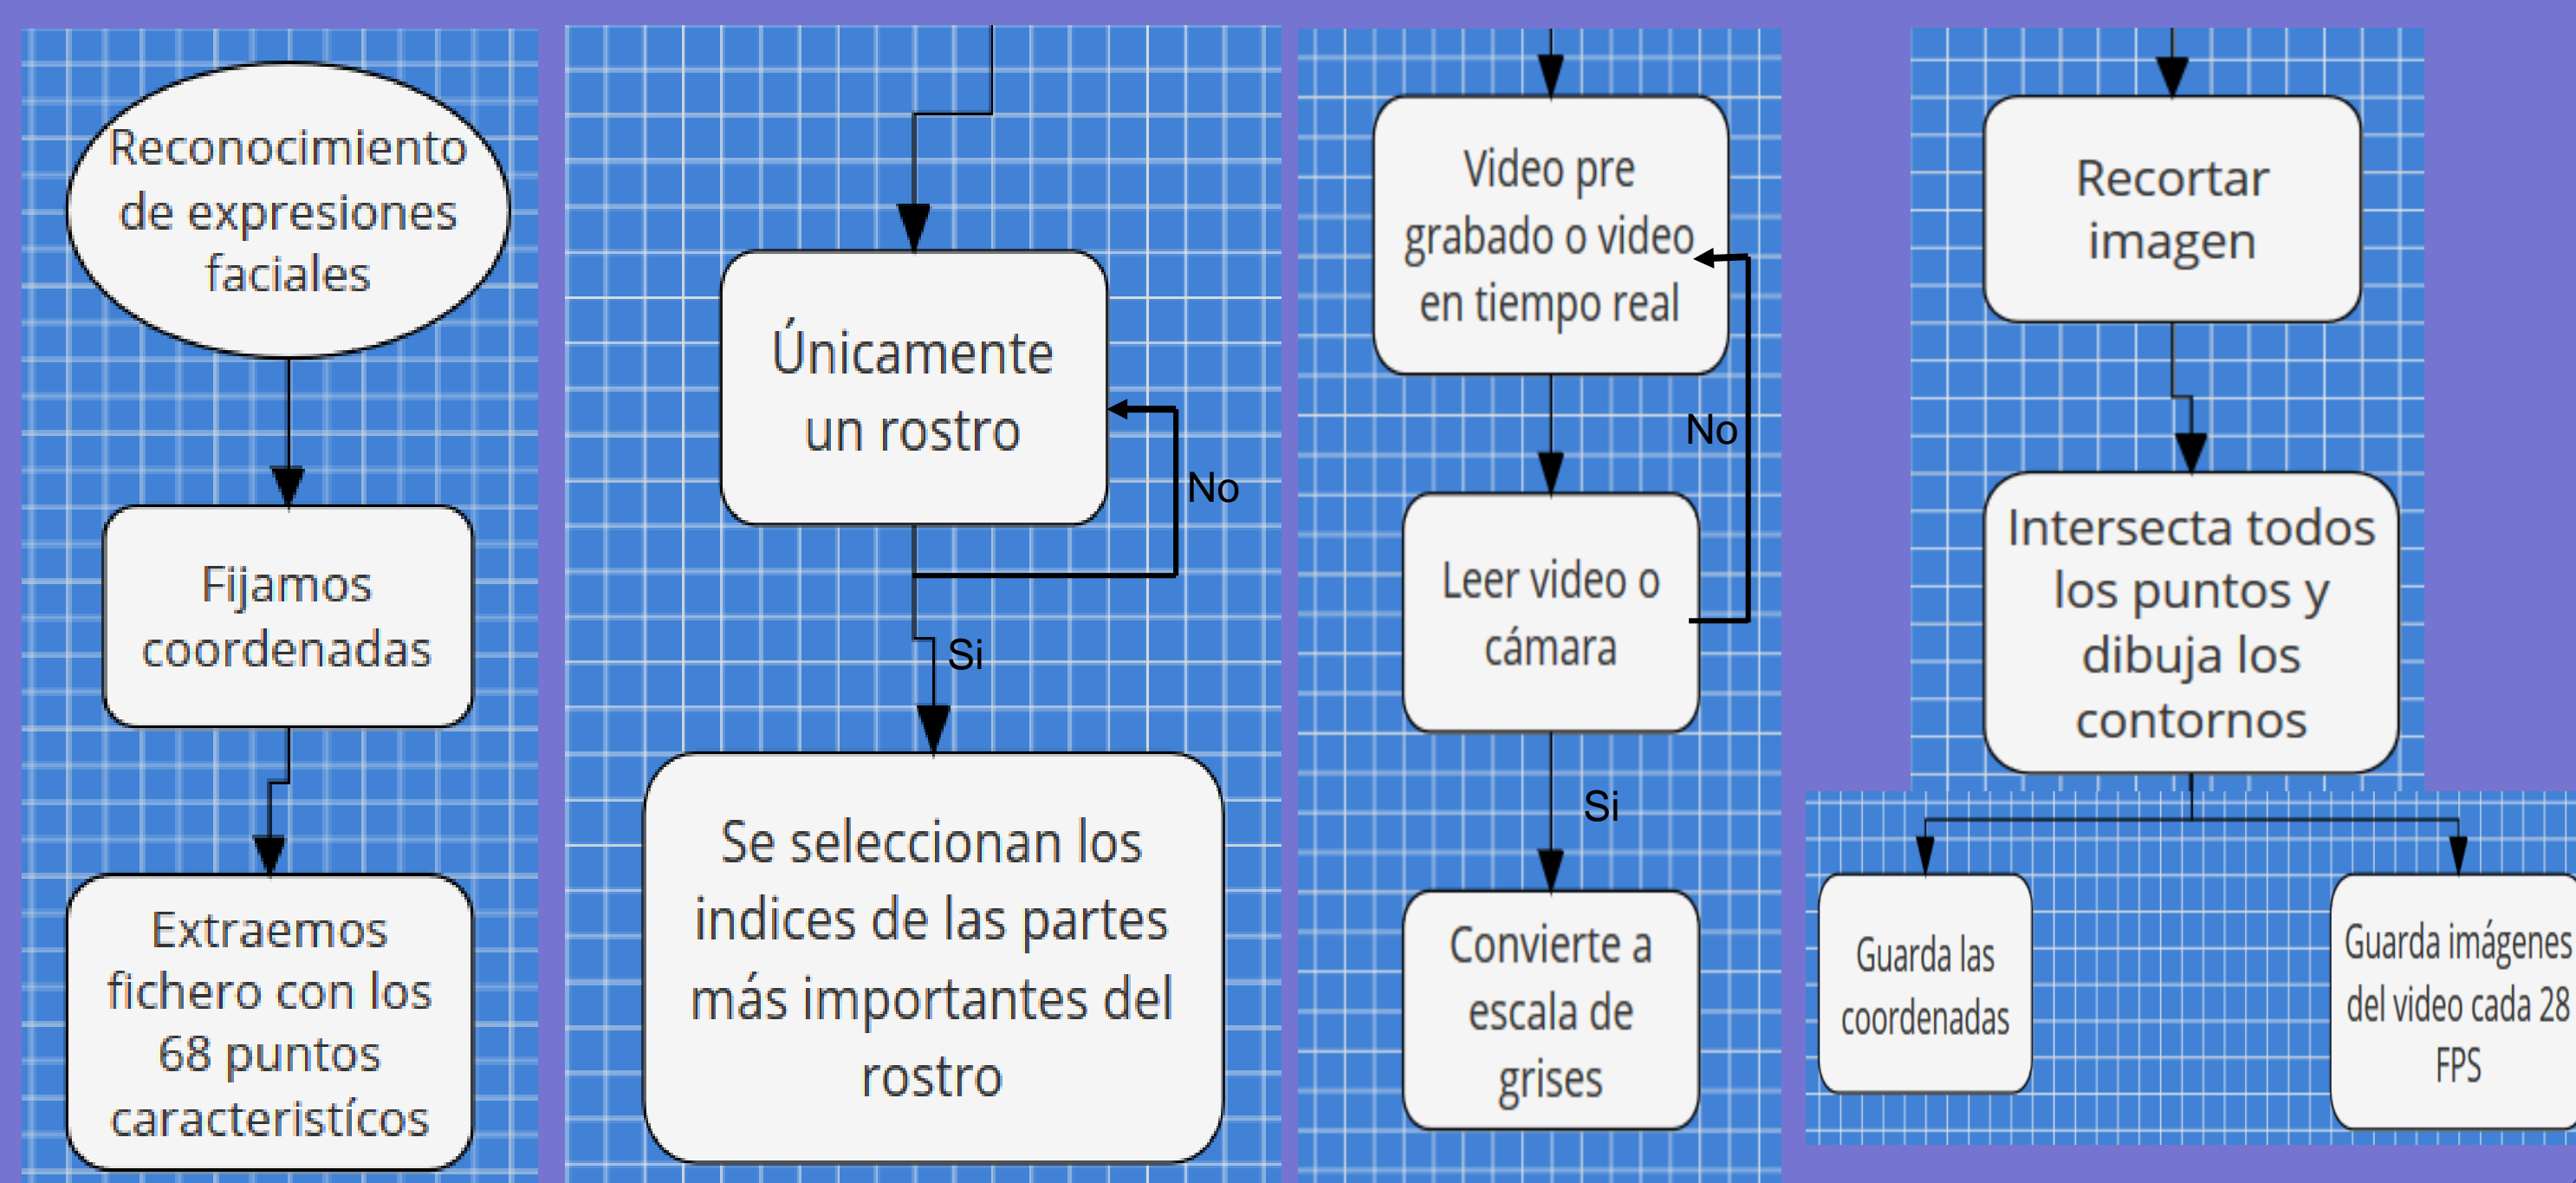 Reconocimiento
de expresiones
faciales
Fijamos
coordenadas
Extraemos
fichero con los
68 puntos
caracteristícos
Únicamente
un rostro
No
Si
Se seleccionan los
indices de las partes
más importantes del
rostro
Video pre
grabado o video
en tiempo real
No
Leer video o
cámara
Si
Convierte a
escala de
grises
Recortar
imagen
Intersecta todos
los puntos y
dibuja los
contornos
Guarda las
coordenadas
Guarda imágenes
del video cada 28
FPS